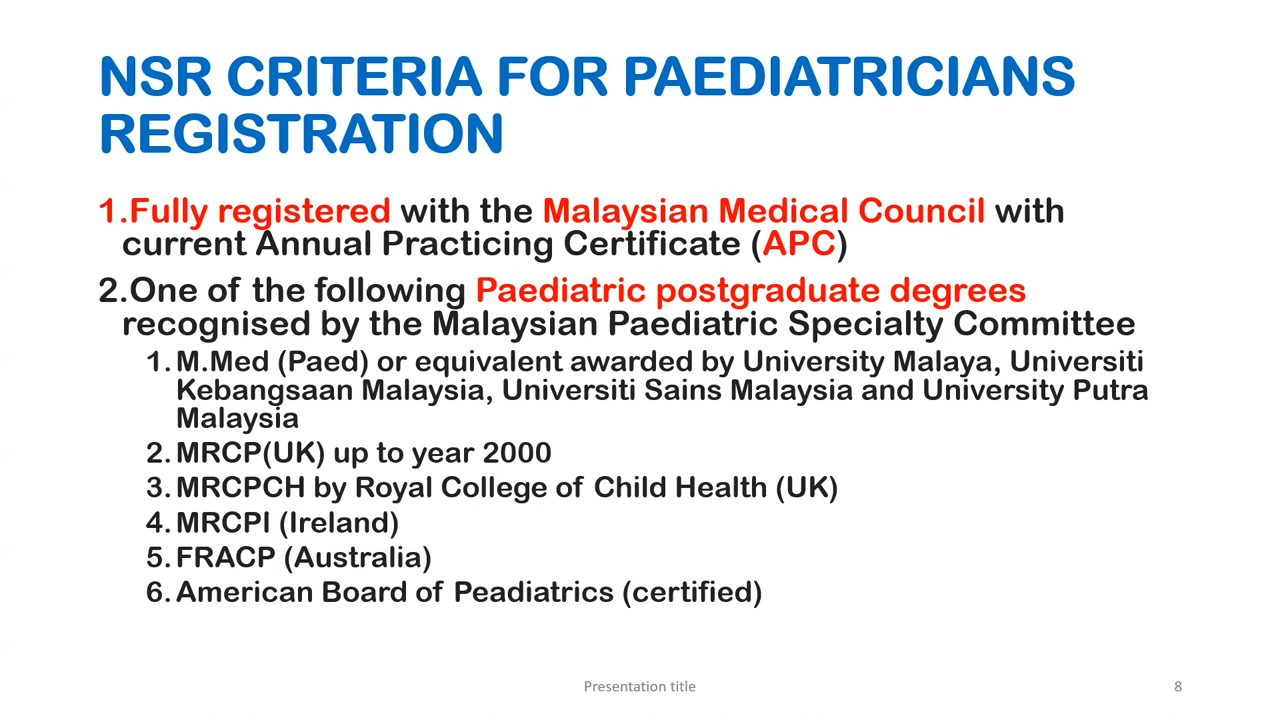 NSR CRITERIA FOR PAEDIATRICIANS
REGISTRATION
1.Fully registered with the Malaysian Medical Council with
current Annual Practicing Certificate (APC)
2.One of the following Paediatric postgraduate degrees
recognised by the Malaysian Paediatric Specialty Committee
1. M.Med (Paed) or equivalent awarded by University Malaya, Universiti
Kebangsaan Malaysia, Universiti Sains Malaysia and University Putra
Malaysia
2. MRCP(UK) up to year 2000
3. MRCPCH by Royal College of Child Health (UK)
4. MRCPI (Ireland)
5. FRACP (Australia)
6. American Board of Peadiatrics (certified)
Presentation title
8